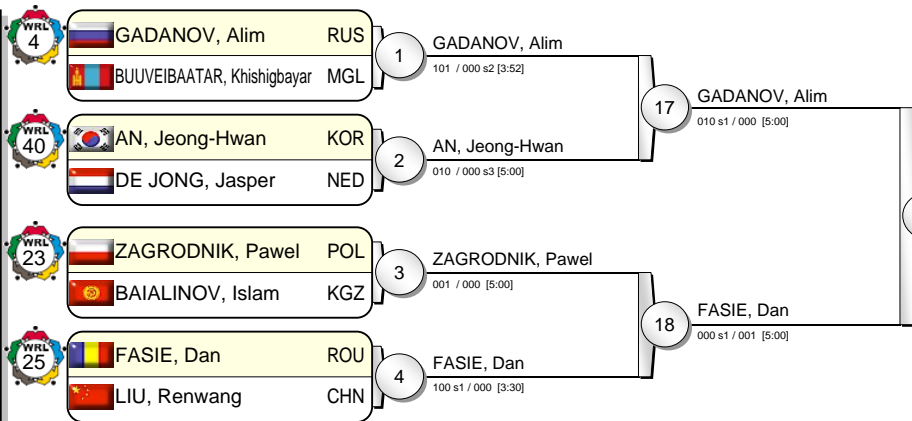 WRL
4
GADANOV, Alim RUS
BUUVEIBAATAR, Khishigbayar MGL
1
GADANOV, Alim
101 / 000 s2 [3:52]
WRL
40
AN, Jeong-Hwan KOR
DE JONG, Jasper NED
2
AN, Jeong-Hwan
010 / 000 s3 [5:00]
17
GADANOV, Alim
010 s1 / 000 [5:00]
WRL
23
ZAGRODNIK, Pawel POL
BAIALINOV, Islam KGZ
3
ZAGRODNIK, Pawel
001 / 000 [5:00]
WRL
25
FASIE, Dan ROU
LIU, Renwang CHN
4
FASIE, Dan
100 s1 / 000 [3:30]
18
FASIE, Dan
000 s1 / 001 [5:00]